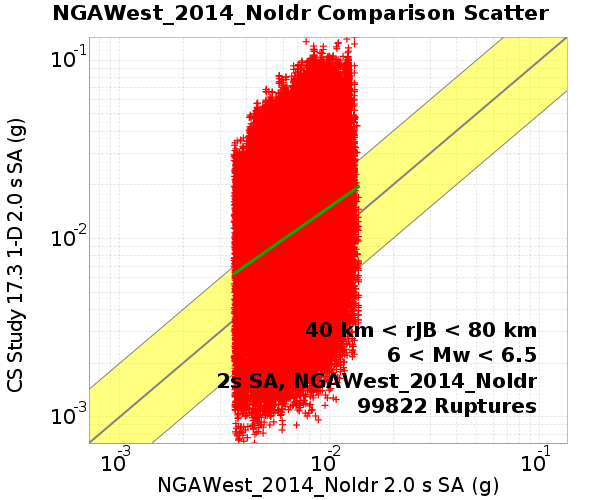 NGAWest_2014_NoIdr Comparison Scatter
CS Study 17.3 1-D 2.0 s SA (g)
10^-1
10^-2
10^-3
40 km < rJB < 80 km
6 < Mw < 6.5
2s SA, NGAWest_2014_NoIdr
99822 Ruptures
10^-3 10^-2 10^-1
NGAWest_2014_NoIdr 2.0 s SA (g)